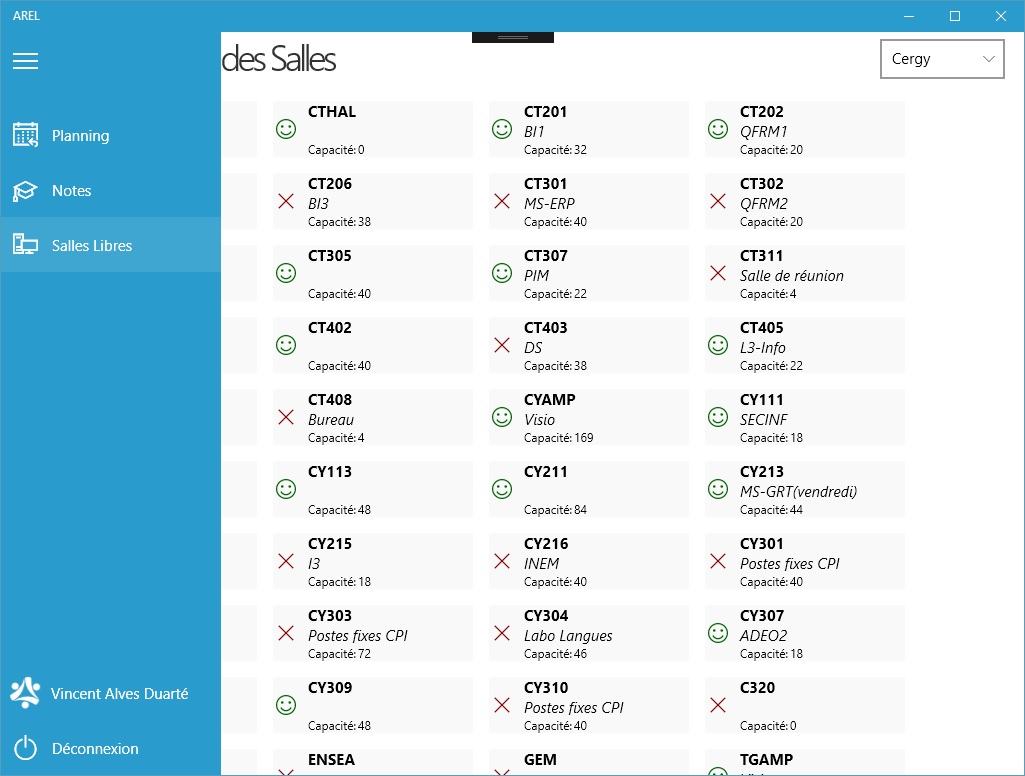 AREL
des Salles
Cergy
Planning
Notes
Salles Libres
Vincent Alves Duarté
Déconnexion
CTHAL
Capacité: 0
CT201
BI1
Capacité: 32
CT202
QFRM1
Capacité: 20
CT206
BI3
Capacité: 38
CT301
MS-ERP
Capacité: 40
CT302
QFRM2
Capacité: 20
CT305
Capacité: 40
CT307
PIM
Capacité: 22
CT311
Salle de réunion
Capacité: 4
CT402
Capacité: 40
CT403
DS
Capacité: 38
CT405
L3-Info
Capacité: 22
CT408
Bureau
Capacité: 4
CYAMP
Visio
Capacité: 169
CY111
SECINF
Capacité: 18
CY113
Capacité: 48
CY211
Capacité: 84
CY213
MS-GRT(vendredi)
Capacité: 44
CY215
I3
Capacité: 18
CY216
INEM
Capacité: 40
CY301
Postes fixes CPI
Capacité: 40
CY303
Postes fixes CPI
Capacité: 72
CY304
Labo Langues
Capacité: 46
CY307
ADEO2
Capacité: 18
CY309
Capacité: 48
CY310
Postes fixes CPI
Capacité: 40
C320
Capacité: 0
ENSEA
GEM
TGAMP